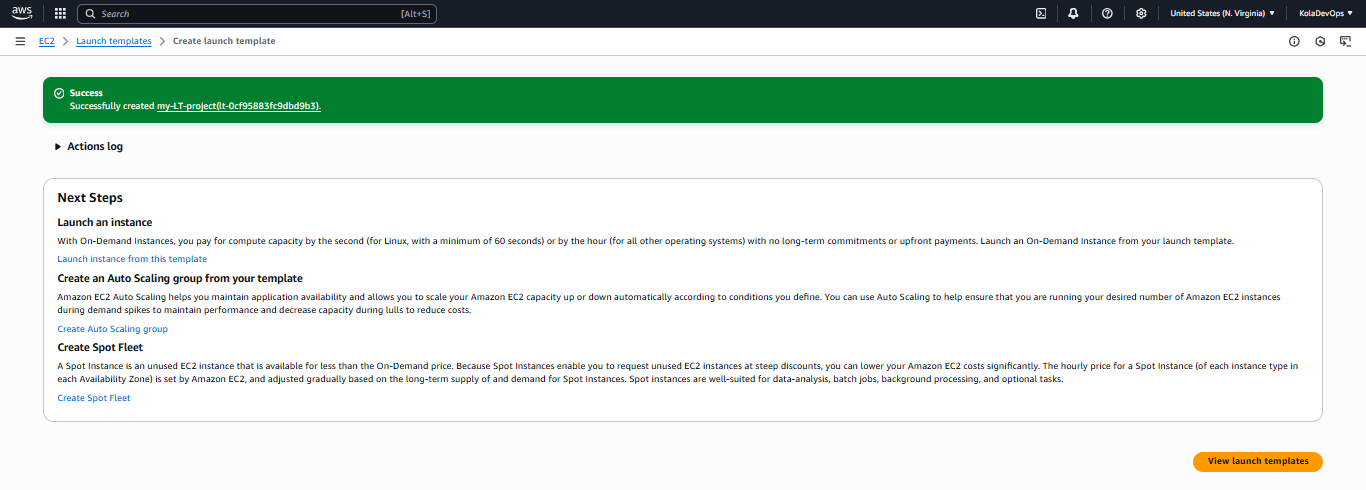 aws
Search [Alt+S] United States (N. Virginia) KolaDevOps
EC2 Launch templates Create launch template
Success
Successfully created my-LT-project(lt-0cf95883fc9dbd9b3).
Actions log
Next Steps
Launch an instance
With On-Demand Instances, you pay for compute capacity by the second (for Linux, with a minimum of 60 seconds) or by the hour (for all other operating systems) with no long-term commitments or upfront payments. Launch an On-Demand Instance from your launch template.
Launch instance from this template
Create an Auto Scaling group from your template
Amazon EC2 Auto Scaling helps you maintain application availability and allows you to scale your Amazon EC2 capacity up or down automatically according to conditions you define. You can use Auto Scaling to help ensure that you are running your desired number of Amazon EC2 instances
during demand spikes to maintain performance and decrease capacity during lulls to reduce costs.
Create Auto Scaling group
Create Spot Fleet
A Spot Instance is an unused EC2 instance that is available for less than the On-Demand price. Because Spot Instances enable you to request unused EC2 instances at steep discounts, you can lower your Amazon EC2 costs significantly. The hourly price for a Spot Instance (of each instance type in
each Availability Zone) is set by Amazon EC2, and adjusted gradually based on the long-term supply of and demand for Spot Instances. Spot instances are well-suited for data-analysis, batch jobs, background processing, and optional tasks.
Create Spot Fleet
View launch templates